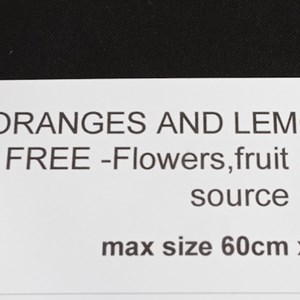 ORANGES AND LEM
FREE -Flowers,fruit
source
max size 60cm x